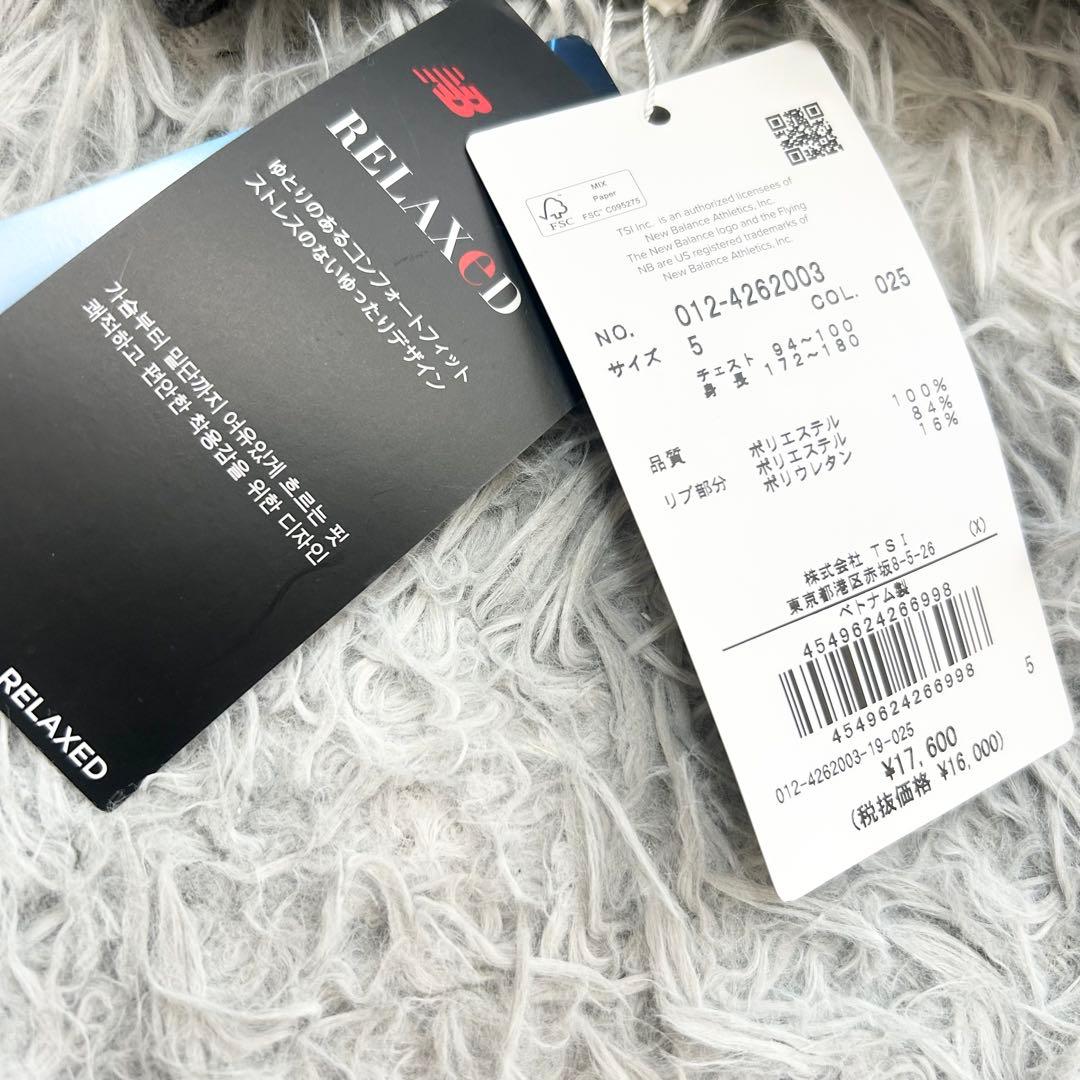 NB
RELAXeD
ゆとりのあるコンフォートフィット
ストレスのないゆったりデザイン
가슴부터 밑단까지 여유있게 흐르는 핏
쾌적하고 편안한 착용감을 위한 디자인
RELAXED
FSC
MIX
Paper
FSC™ C095275
TSI Inc. is an authorized licensees of
New Balance Athletics, Inc.
The New Balance logo and the Flying
NB are US registered trademarks of
New Balance Athletics, Inc.
NO. 012-4262003 COL. 025
サイズ 5 チェスト 94~100
身長 172~180
品質 ポリエステル 100%
リブ部分 ポリエステル 84%
ポリウレタン 16%
株式会社 TSI (X)
東京都港区赤坂8-5-26
ベトナム製
4549624266998
4549624266998
5
012-4262003-19-025
¥17,600
(税抜価格 ¥16,000)